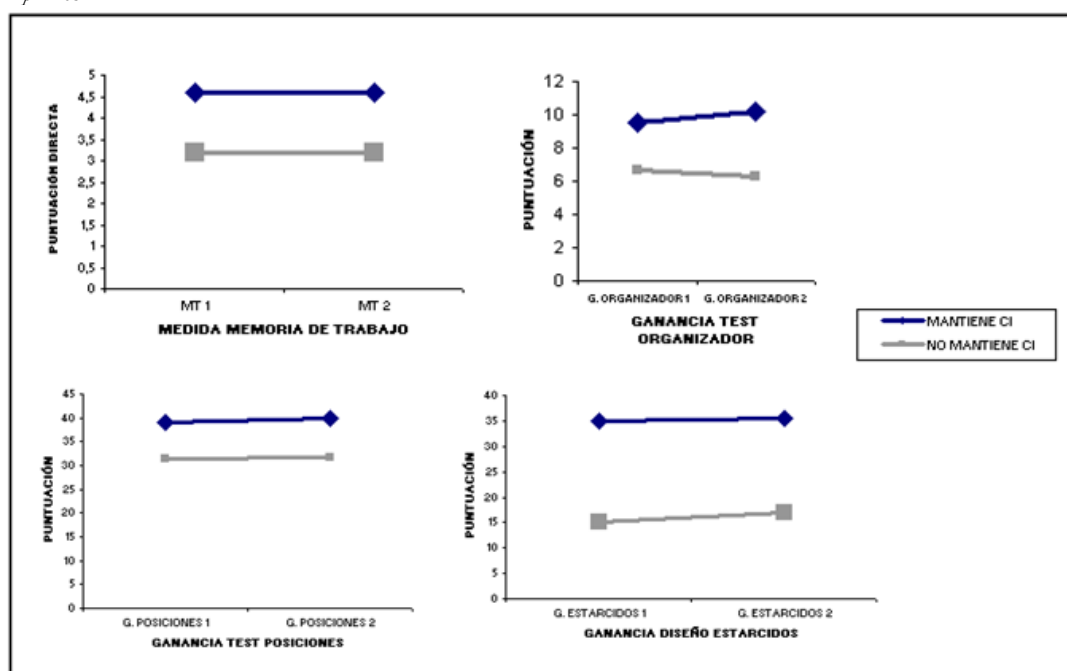 PUNTUACIÓN DIRECTA
5
4,5
4
3,5
3
2,5
2
1,5
1
0,5
0
MT 1
MT 2
MEDIDA MEMORIA DE TRABAJO
PUNTUACIÓN
12
10
8
6
4
2
0
G. ORGANIZADOR 1
G. ORGANIZADOR 2
GANANCIA TEST
ORGANIZADOR
MANTIENE CI
NO MANTIENE CI
PUNTUACIÓN
45
40
35
30
25
20
15
10
5
0
G. POSICIONES 1
G. POSICIONES 2
GANANCIA TEST POSICIONES
PUNTUACIÓN
40
35
30
25
20
15
10
5
0
G. ESTARCIDOS 1
G. ESTARCIDOS 2
GANANCIA DISEÑO ESTARCIDOS